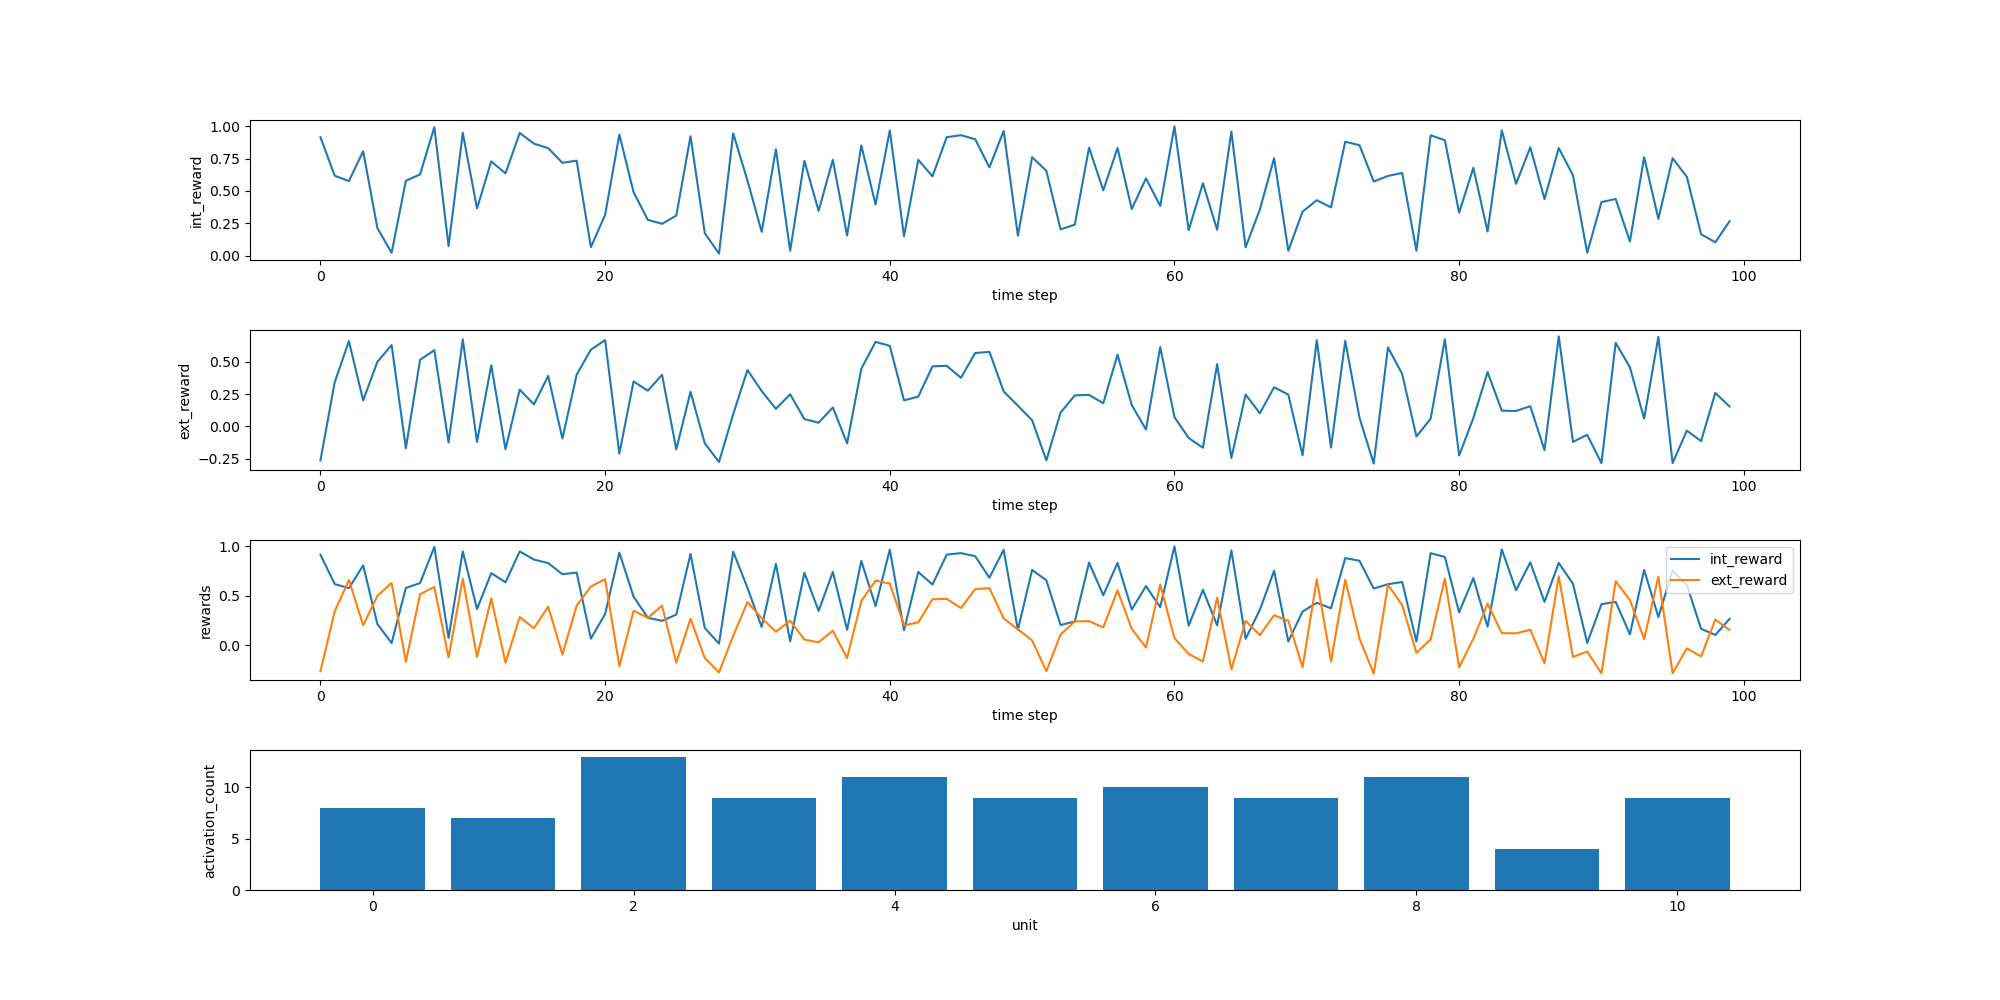 1.00
0.75
0.50
0.25
0.00
int_reward
0 20 40 60 80 100
time step
0.50
0.25
0.00
−0.25
ext_reward
0 20 40 60 80 100
time step
1.0
0.5
0.0
rewards
int_reward
ext_reward
0 20 40 60 80 100
time step
10
5
0
activation_count
0 2 4 6 8 10
unit